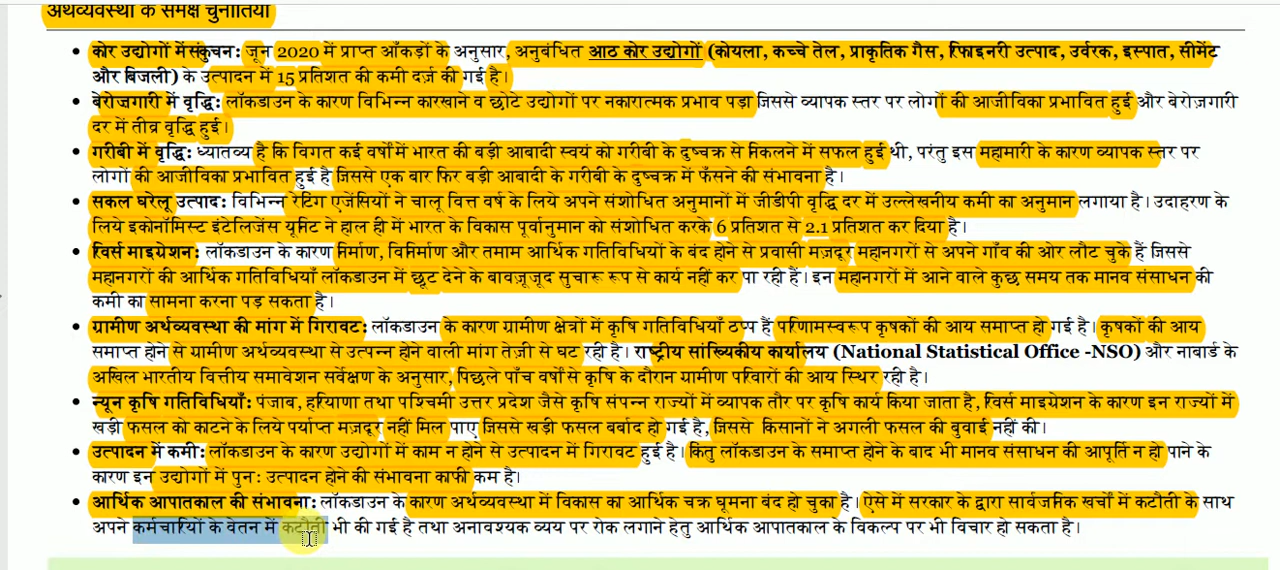 अर्थव्यवस्था के समक्ष चुनौतियाँ
• कोर उद्योगों में संकुचन: जून 2020 में प्राप्त आँकड़ों के अनुसार, अनुबंधित आठ कोर उद्योगों (कोयला, कच्चे तेल, प्राकृतिक गैस, रिफाइनरी उत्पाद, उर्वरक, इस्पात, सीमेंट
और बिजली) के उत्पादन में 15 प्रतिशत की कमी दर्ज़ की गई है।
• बेरोजगारी में वृद्धि: लॉकडाउन के कारण विभिन्न कारखाने व छोटे उद्योगों पर नकारात्मक प्रभाव पड़ा जिससे व्यापक स्तर पर लोगों की आजीविका प्रभावित हुई और बेरोज़गारी
दर में तीव्र वृद्धि हुई।
• गरीबी में वृद्धि: ध्यातव्य है कि विगत कई वर्षों में भारत की बड़ी आबादी स्वयं को गरीबी के दुष्चक्र से निकलने में सफल हुई थी, परंतु इस महामारी के कारण व्यापक स्तर पर
लोगों की आजीविका प्रभावित हुई है जिससे एक बार फिर बड़ी आबादी के गरीबी के दुष्चक्र में फँसने की संभावना है।
• सकल घरेलू उत्पाद: विभिन्न रेटिंग एजेंसियों ने चालू वित्त वर्ष के लिये अपने संशोधित अनुमानों में जीडीपी वृद्धि दर में उल्लेखनीय कमी का अनुमान लगाया है। उदाहरण के
लिये इकोनॉमिस्ट इंटेलिजेंस यूनिट ने हाल ही में भारत के विकास पूर्वानुमान को संशोधित करके 6 प्रतिशत से 2.1 प्रतिशत कर दिया है।
• रिवर्स माइग्रेशन: लॉकडाउन के कारण निर्माण, विनिर्माण और तमाम आर्थिक गतिविधियों के बंद होने से प्रवासी मज़दूर महानगरों से अपने गाँव की ओर लौट चुके हैं जिससे
महानगरों की आर्थिक गतिविधियाँ लॉकडाउन में छूट देने के बावज़ूजूद सुचारू रूप से कार्य नहीं कर पा रही हैं। इन महानगरों में आने वाले कुछ समय तक मानव संसाधन की
कमी का सामना करना पड़ सकता है।
• ग्रामीण अर्थव्यवस्था की मांग में गिरावट: लॉकडाउन के कारण ग्रामीण क्षेत्रों में कृषि गतिविधियाँ ठप्प हैं परिणामस्वरूप कृषकों की आय समाप्त हो गई है। कृषकों की आय
समाप्त होने से ग्रामीण अर्थव्यवस्था से उत्पन्न होने वाली मांग तेज़ी से घट रही है। राष्ट्रीय सांख्यिकीय कार्यालय (National Statistical Office -NSO) और नाबार्ड के
अखिल भारतीय वित्तीय समावेशन सर्वेक्षण के अनुसार, पिछले पाँच वर्षों से कृषि के दौरान ग्रामीण परिवारों की आय स्थिर रही है।
• न्यून कृषि गतिविधियाँ: पंजाब, हरियाणा तथा पश्चिमी उत्तर प्रदेश जैसे कृषि संपन्न राज्यों में व्यापक तौर पर कृषि कार्य किया जाता है, रिवर्स माइग्रेशन के कारण इन राज्यों में
खड़ी फसल को काटने के लिये पर्याप्त मज़दूर नहीं मिल पाए जिससे खड़ी फसल बर्बाद हो गई है, जिससे किसानों ने अगली फसल की बुवाई नहीं की।
• उत्पादन में कमी: लॉकडाउन के कारण उद्योगों में काम न होने से उत्पादन में गिरावट हुई है। किंतु लॉकडाउन के समाप्त होने के बाद भी मानव संसाधन की आपूर्ति न हो पाने के
कारण इन उद्योगों में पुनः उत्पादन होने की संभावना काफी कम है।
• आर्थिक आपातकाल की संभावना: लॉकडाउन के कारण अर्थव्यवस्था में विकास का आर्थिक चक्र घूमना बंद हो चुका है। ऐसे में सरकार के द्वारा सार्वजनिक खर्चों में कटौती के साथ
अपने कर्मचारियों के वेतन में कटौती भी की गई है तथा अनावश्यक व्यय पर रोक लगाने हेतु आर्थिक आपातकाल के विकल्प पर भी विचार हो सकता है।